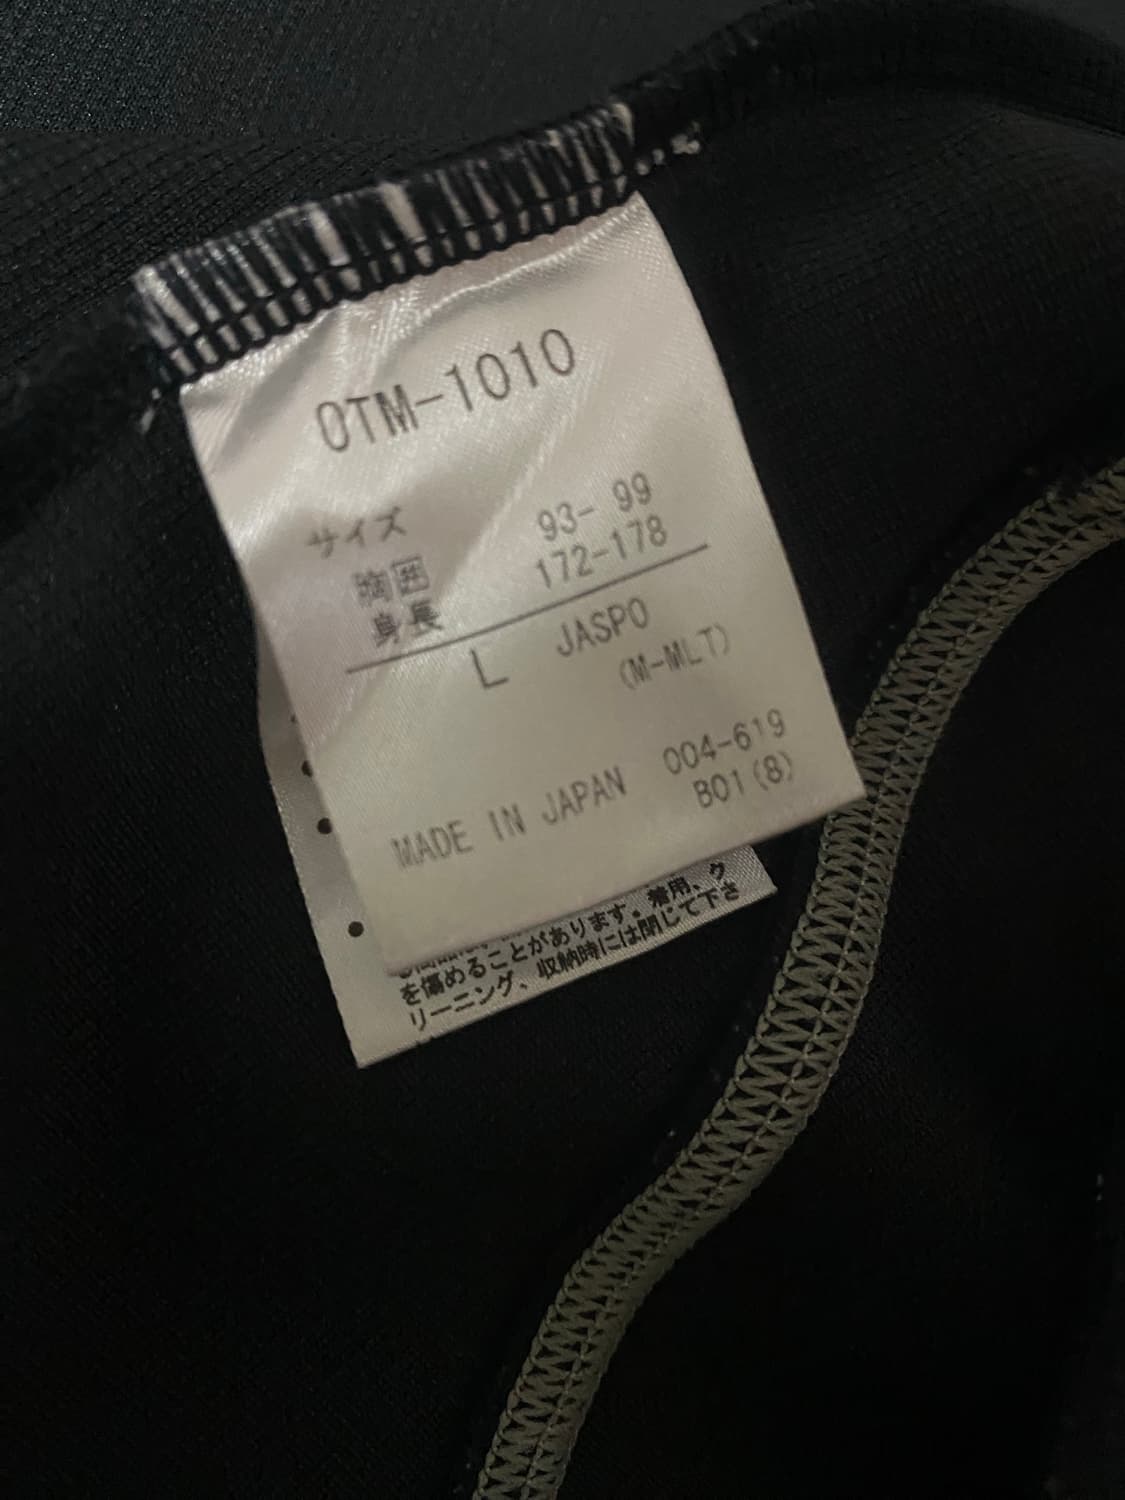 OTM-1010
サイズ
胸囲 93- 99
身長 172-178
L JASPO
(M-MLT)
004-619
MADE IN JAPAN B01(8)
を傷めることがあります。着用、ク
リーニング、収納時には閉じて下さ